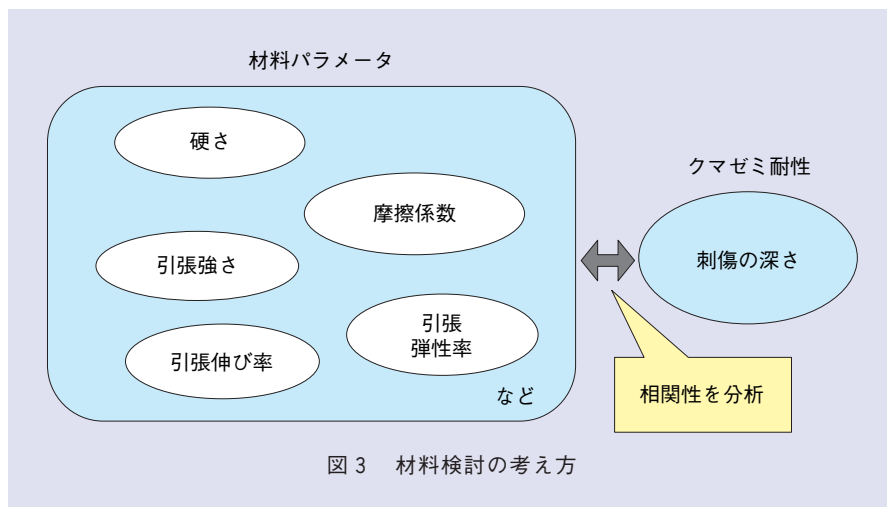 材料パラメータ
硬さ
摩擦係数
引張強さ
引張
弾性率
引張伸び率
など
クマゼミ耐性
刺傷の深さ
相関性を分析
図3 材料検討の考え方